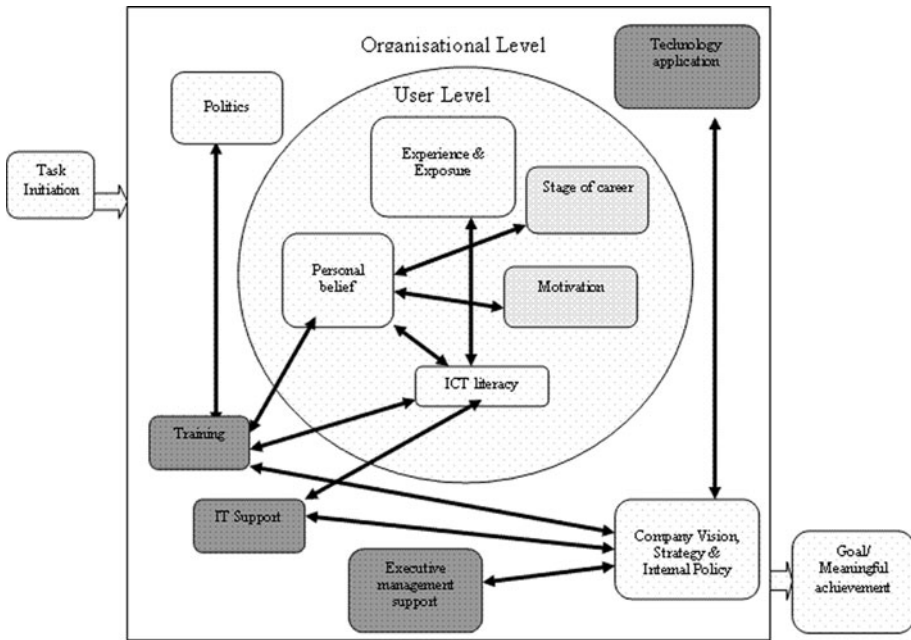 Organisational Level
Technology
application
User Level
Politics
Experience &
Exposure
Task
Initiation
Stage of career
Personal
belief
Motivation
ICT literacy
Training
IT Support
Company Vision,
Strategy &
Internal Policy
Executive
management
support
Goal/
Meaningful
achievement